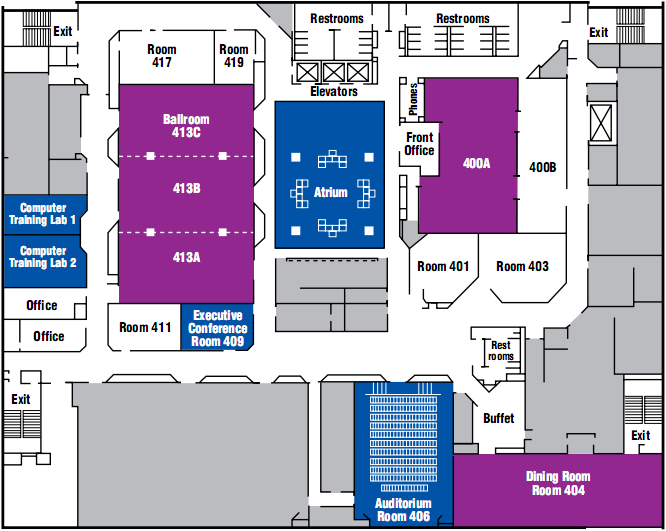 Restrooms
Restrooms
Exit
Exit
Room
417
Room
419
Elevators
Phones
Ballroom
413C
Front
Office
400A
400B
413B
Atrium
Computer
Training Lab 1
Computer
Training Lab 2
413A
Room 401
Room 403
Office
Office
Room 411
Executive
Conference
Room 409
Rest
rooms
Exit
Buffet
Exit
Dining Room
Room 404
Auditorium
Room 406